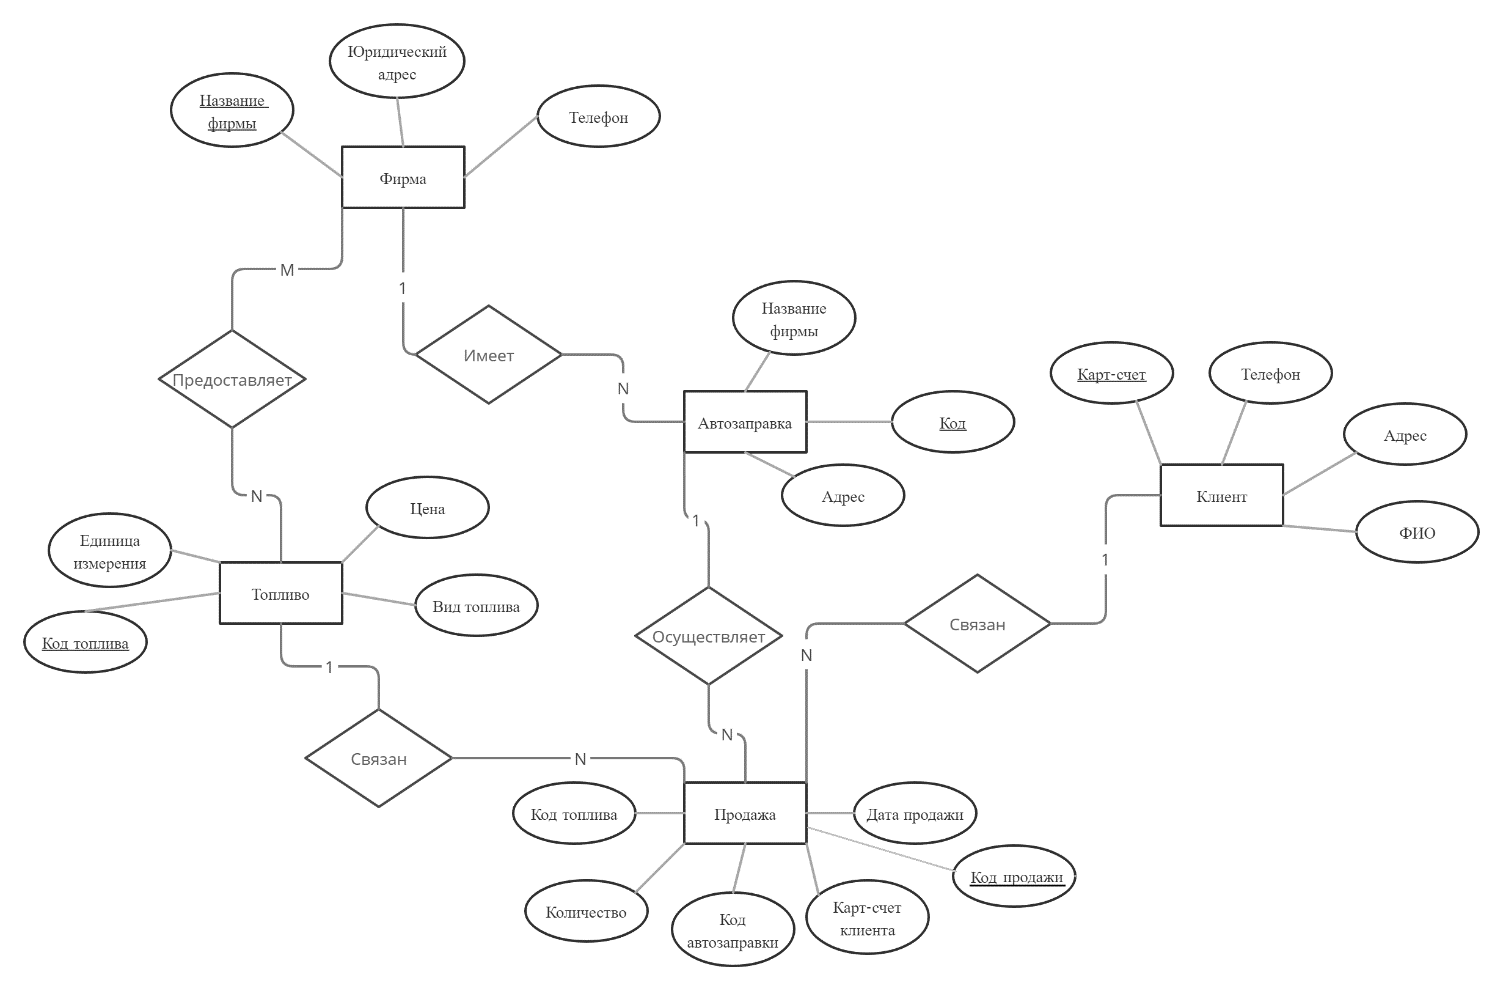 Юридический
адрес
Название
фирмы
Телефон
Фирма
M
1
Имеет
N
Предоставляет
N
Название
фирмы
Автозаправка
Код
Адрес
1
Карт-счет
Телефон
Адрес
Клиент
ФИО
1
Цена
Единица
измерения
Топливо
Вид топлива
Код топлива
1
Осуществляет
Связан
N
N
Связан
N
Код топлива
Продажа
Дата продажи
Код продажи
Количество
Код
автозаправки
Карт-счет
клиента